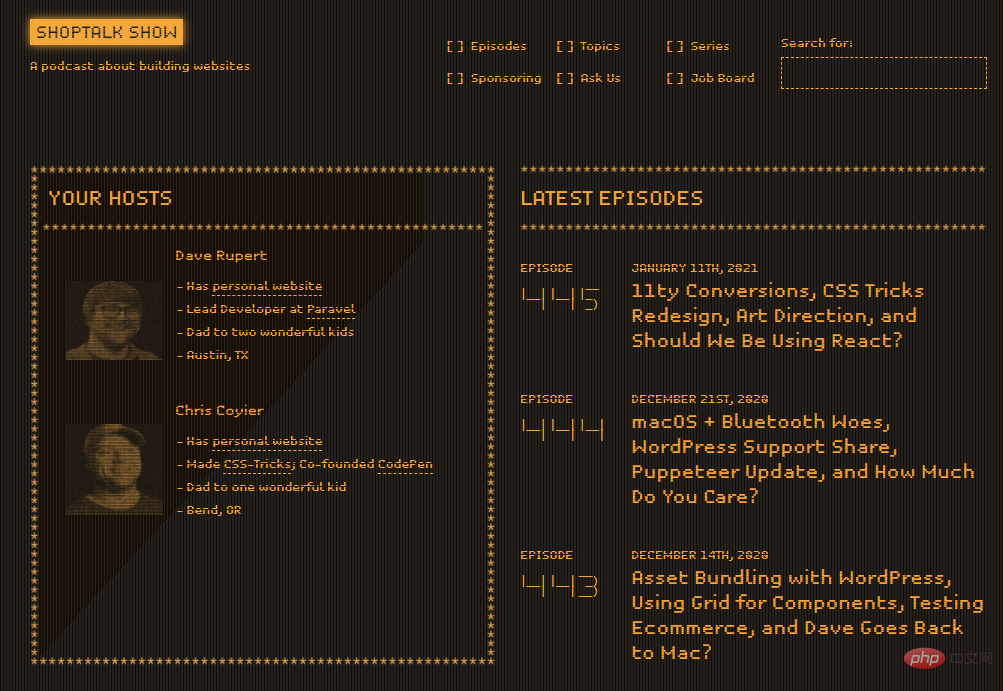 SHOPTALK SHOW
A podcast about building websites
[ ] Episodes
[ ] Topics
[ ] Series
[ ] Sponsoring
[ ] Ask Us
[ ] Job Board
Search for:
YOUR HOSTS
Dave Rupert
- Has personal website
- Lead Developer at Paravel
- Dad to two wonderful kids
- Austin, TX
Chris Coyier
- Has personal website
- Made CSS-Tricks; Co-founded CodePen
- Dad to one wonderful kid
- Bend, OR
LATEST EPISODES
EPISODE
445
JANUARY 11TH, 2021
11ty Conversions, CSS Tricks
Redesign, Art Direction, and
Should We Be Using React?
EPISODE
444
DECEMBER 21ST, 2020
macOS + Bluetooth Woes,
WordPress Support Share,
Puppeteer Update, and How Much
Do You Care?
EPISODE
443
DECEMBER 14TH, 2020
Asset Bundling with WordPress,
Using Grid for Components, Testing
Ecommerce, and Dave Goes Back
to Mac?
php 中文网